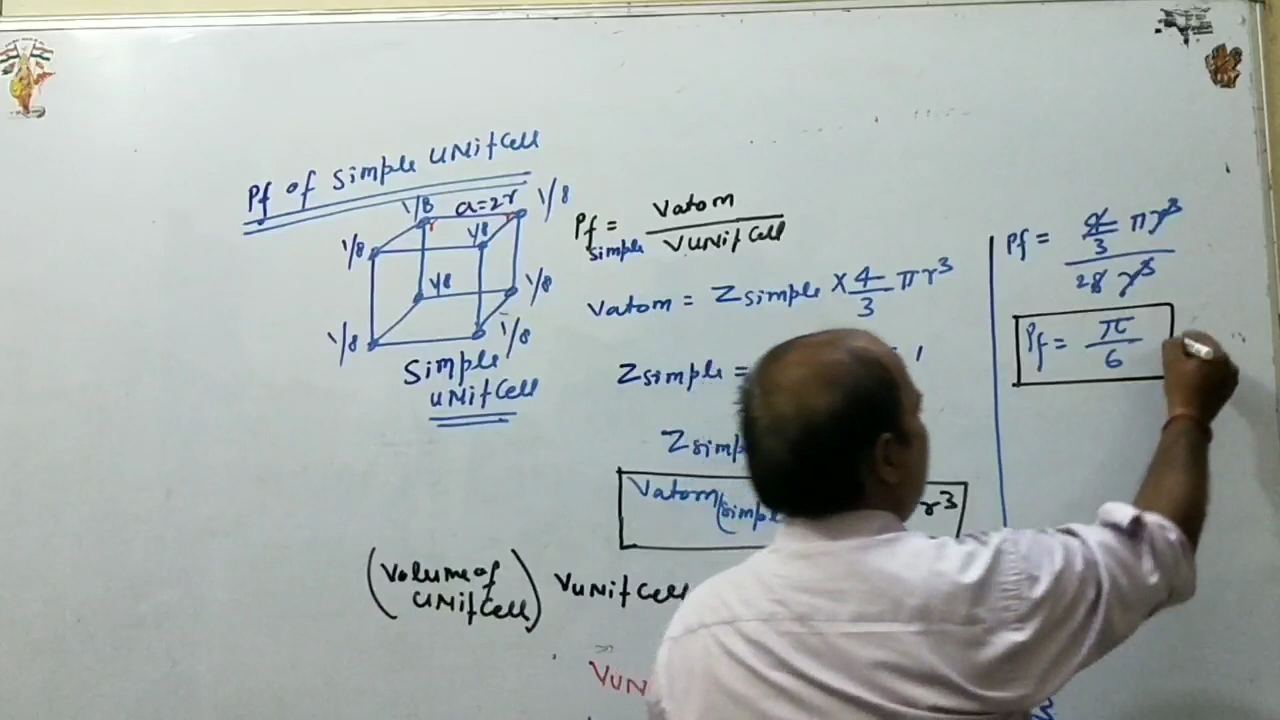 Pf of Simple UNitCell
1/8 a=2r 1/8
1/8 1/8
1/8 1/8
1/8 1/8
Simple
UNitCell
Pf simple = Vatom / VUNitCell
Vatom = Zsimple × 4/3 πr³
Zsimple = 1
Zsimp
Vatom (simple r³
(Volume of UNitCell) VUNitCell
VUN
Pf = 4/3 πr³ / 28 r³
Pf = π/6